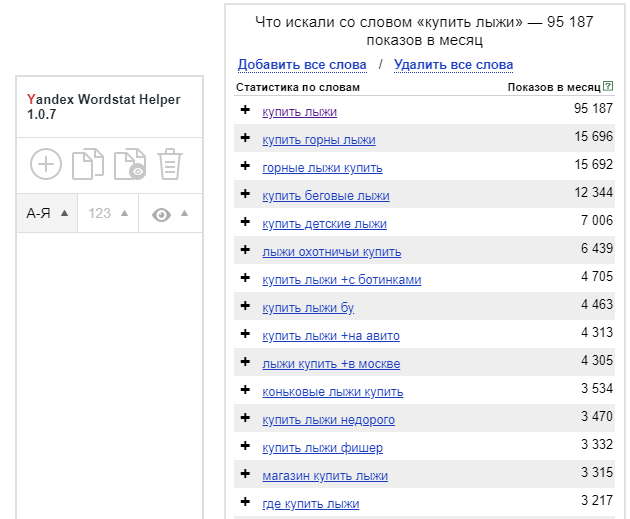 Yandex Wordstat Helper
1.0.7
А-Я ▲ 123 ▲ ▲
Что искали со словом «купить лыжи» — 95 187
показов в месяц
Добавить все слова / Удалить все слова
Статистика по словам Показов в месяц ?
+ купить лыжи 95 187
+ купить горны лыжи 15 696
+ горные лыжи купить 15 692
+ купить беговые лыжи 12 344
+ купить детские лыжи 7 006
+ лыжи охотничьи купить 6 439
+ купить лыжи +с ботинками 4 705
+ купить лыжи бу 4 463
+ купить лыжи +на авито 4 313
+ лыжи купить +в москве 4 305
+ коньковые лыжи купить 3 534
+ купить лыжи недорого 3 470
+ купить лыжи фишер 3 332
+ магазин купить лыжи 3 315
+ где купить лыжи 3 217